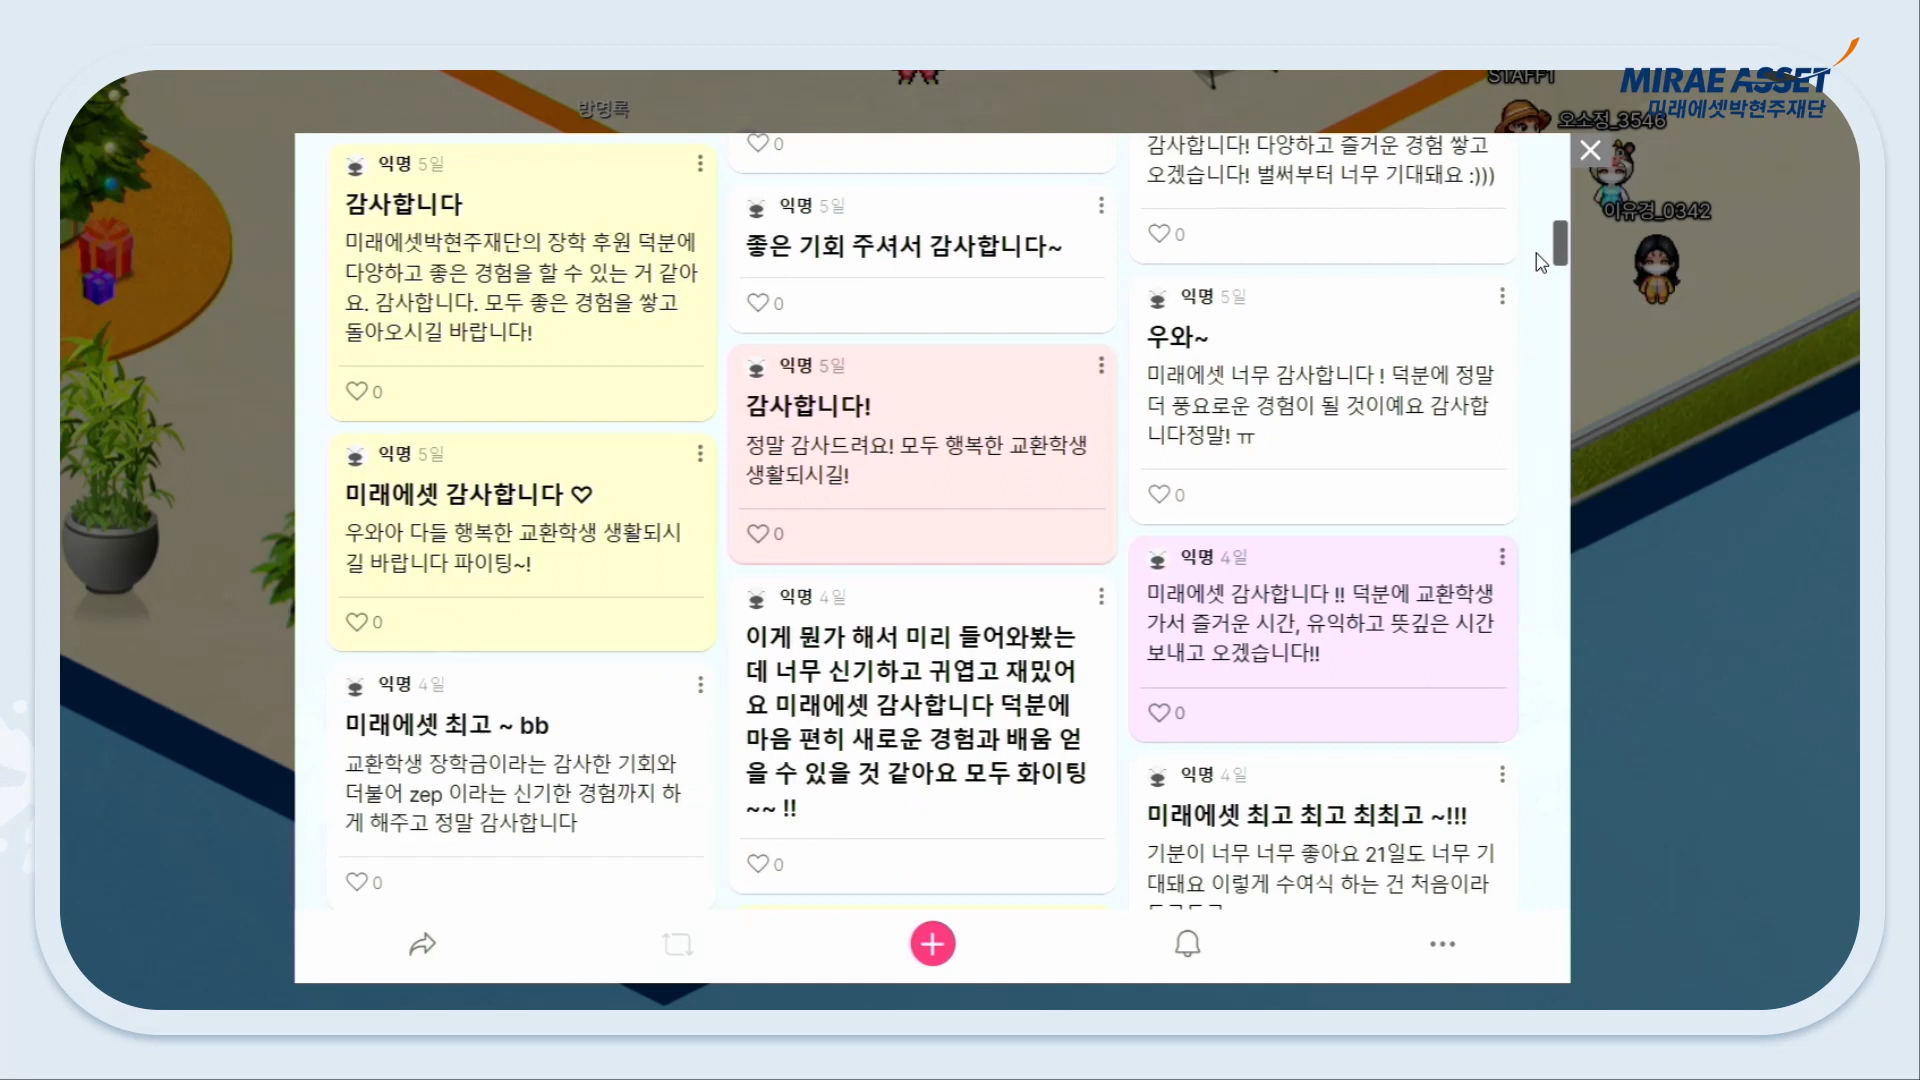 방명록
STAFF1
MIRAE ASSET
미래에셋박현주재단
오소정_3546
이유경_0342
익명 5일
감사합니다
미래에셋박현주재단의 장학 후원 덕분에
다양하고 좋은 경험을 할 수 있는 거 같아
요. 감사합니다. 모두 좋은 경험을 쌓고
돌아오시길 바랍니다!
0
익명 5일
미래에셋 감사합니다 ♡
우와아 다들 행복한 교환학생 생활되시
길 바랍니다 파이팅~!
0
익명 4일
미래에셋 최고 ~ bb
교환학생 장학금이라는 감사한 기회와
더불어 zep 이라는 신기한 경험까지 하
게 해주고 정말 감사합니다
0
0
익명 5일
좋은 기회 주셔서 감사합니다~
0
익명 5일
감사합니다!
정말 감사드려요! 모두 행복한 교환학생
생활되시길!
0
익명 4일
이게 뭔가 해서 미리 들어와봤는
데 너무 신기하고 귀엽고 재밌어
요 미래에셋 감사합니다 덕분에
마음 편히 새로운 경험과 배움 얻
을 수 있을 것 같아요 모두 화이팅
~~ !!
0
감사합니다! 다양하고 즐거운 경험 쌓고
오겠습니다! 벌써부터 너무 기대돼요 :)))
0
익명 5일
우와~
미래에셋 너무 감사합니다 ! 덕분에 정말
더 풍요로운 경험이 될 것이예요 감사합
니다정말! ㅠ
0
익명 4일
미래에셋 감사합니다 !! 덕분에 교환학생
가서 즐거운 시간, 유익하고 뜻깊은 시간
보내고 오겠습니다!!
0
익명 4일
미래에셋 최고 최고 최최고 ~!!!
기분이 너무 너무 좋아요 21일도 너무 기
대돼요 이렇게 수여식 하는 건 처음이라